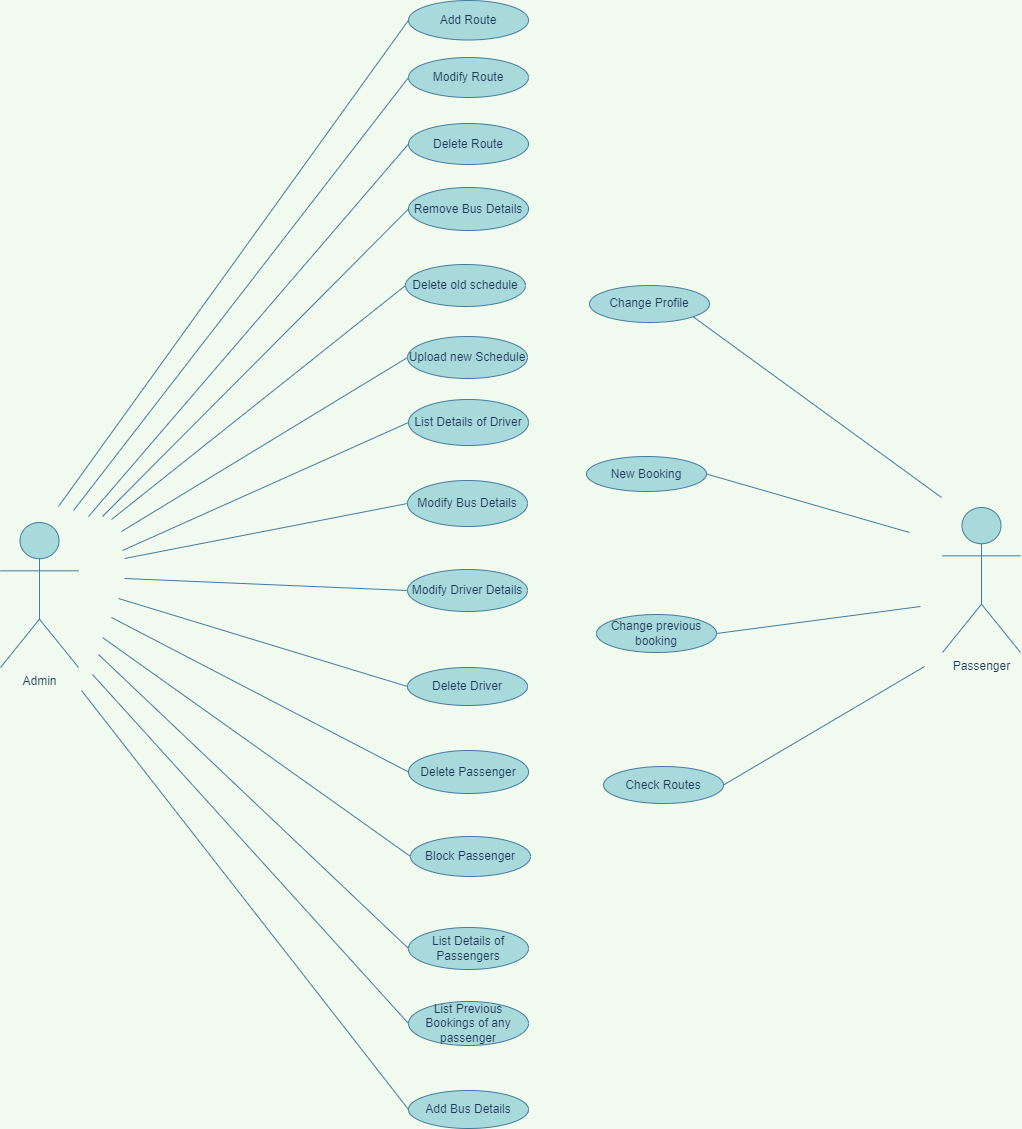 Add Route
Modify Route
Delete Route
Remove Bus Details
Delete old schedule
Upload new Schedule
List Details of Driver
Modify Bus Details
Modify Driver Details
Delete Driver
Delete Passenger
Block Passenger
List Details of
Passengers
List Previous
Bookings of any
passenger
Add Bus Details
Admin
Change Profile
New Booking
Change previous
booking
Check Routes
Passenger